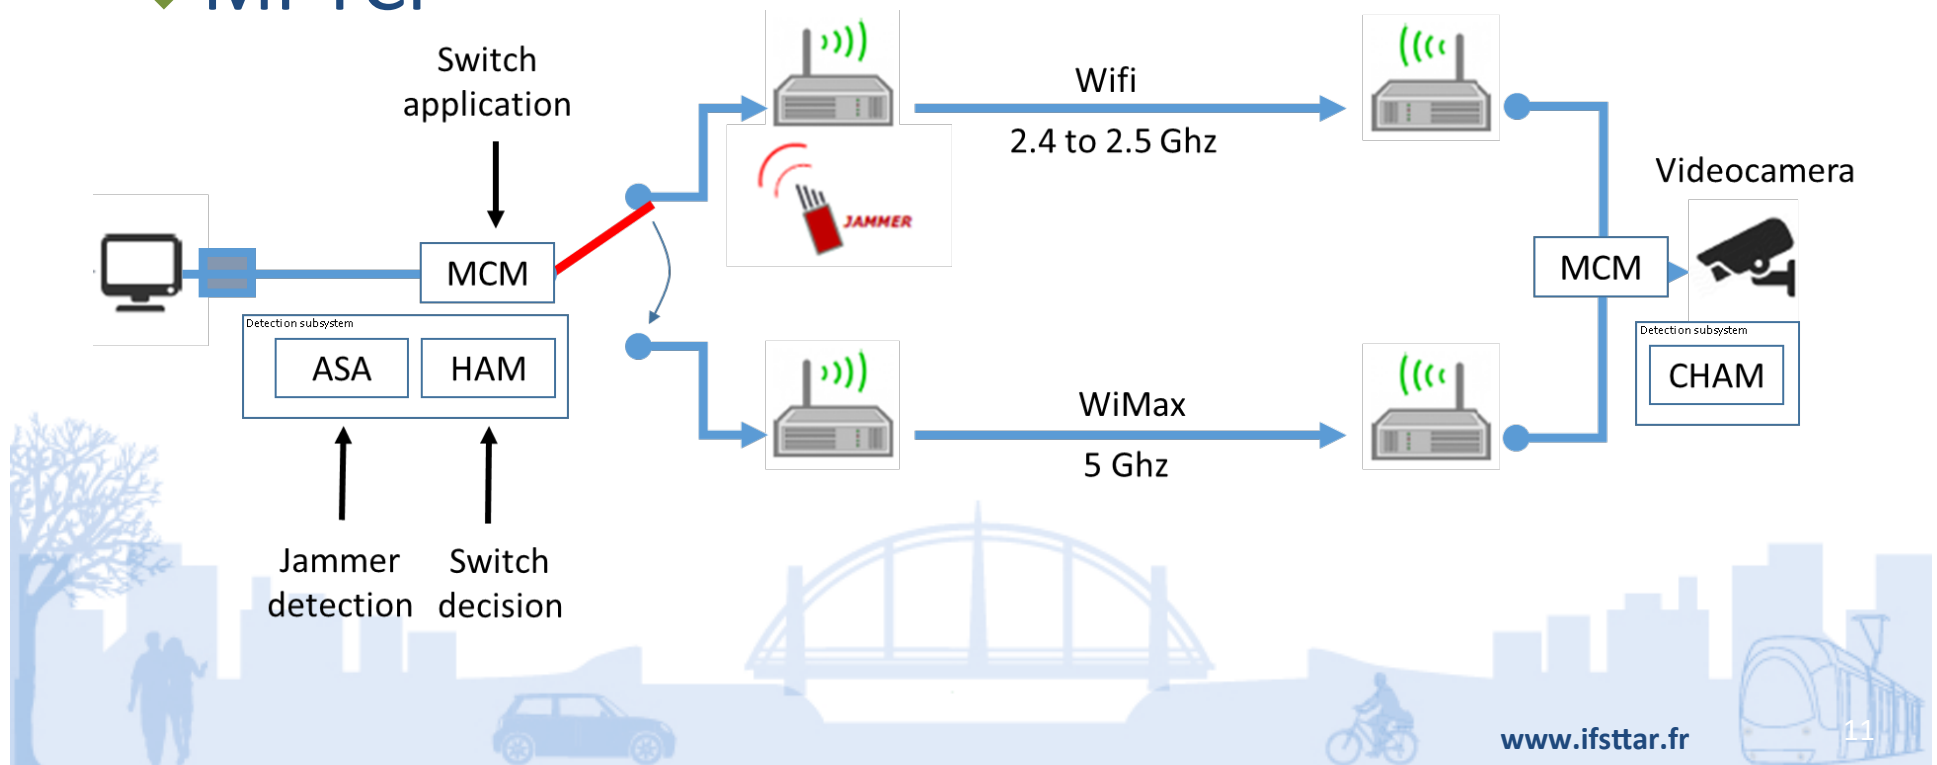 Switch
application
Wifi
2.4 to 2.5 Ghz
Videocamera
JAMMER
MCM
MCM
Detection subsystem
ASA
HAM
Detection subsystem
CHAM
WiMax
5 Ghz
Jammer
detection
Switch
decision
www.ifsttar.fr
11